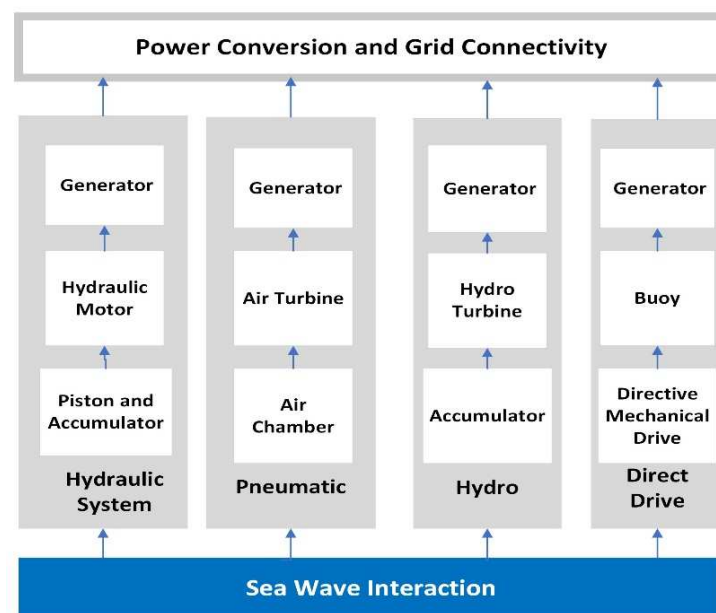 Power Conversion and Grid Connectivity
Generator
Hydraulic
Motor
Piston and
Accumulator
Hydraulic
System
Generator
Air Turbine
Air
Chamber
Pneumatic
Generator
Hydro
Turbine
Accumulator
Hydro
Generator
Buoy
Directive
Mechanical
Drive
Direct
Drive
Sea Wave Interaction